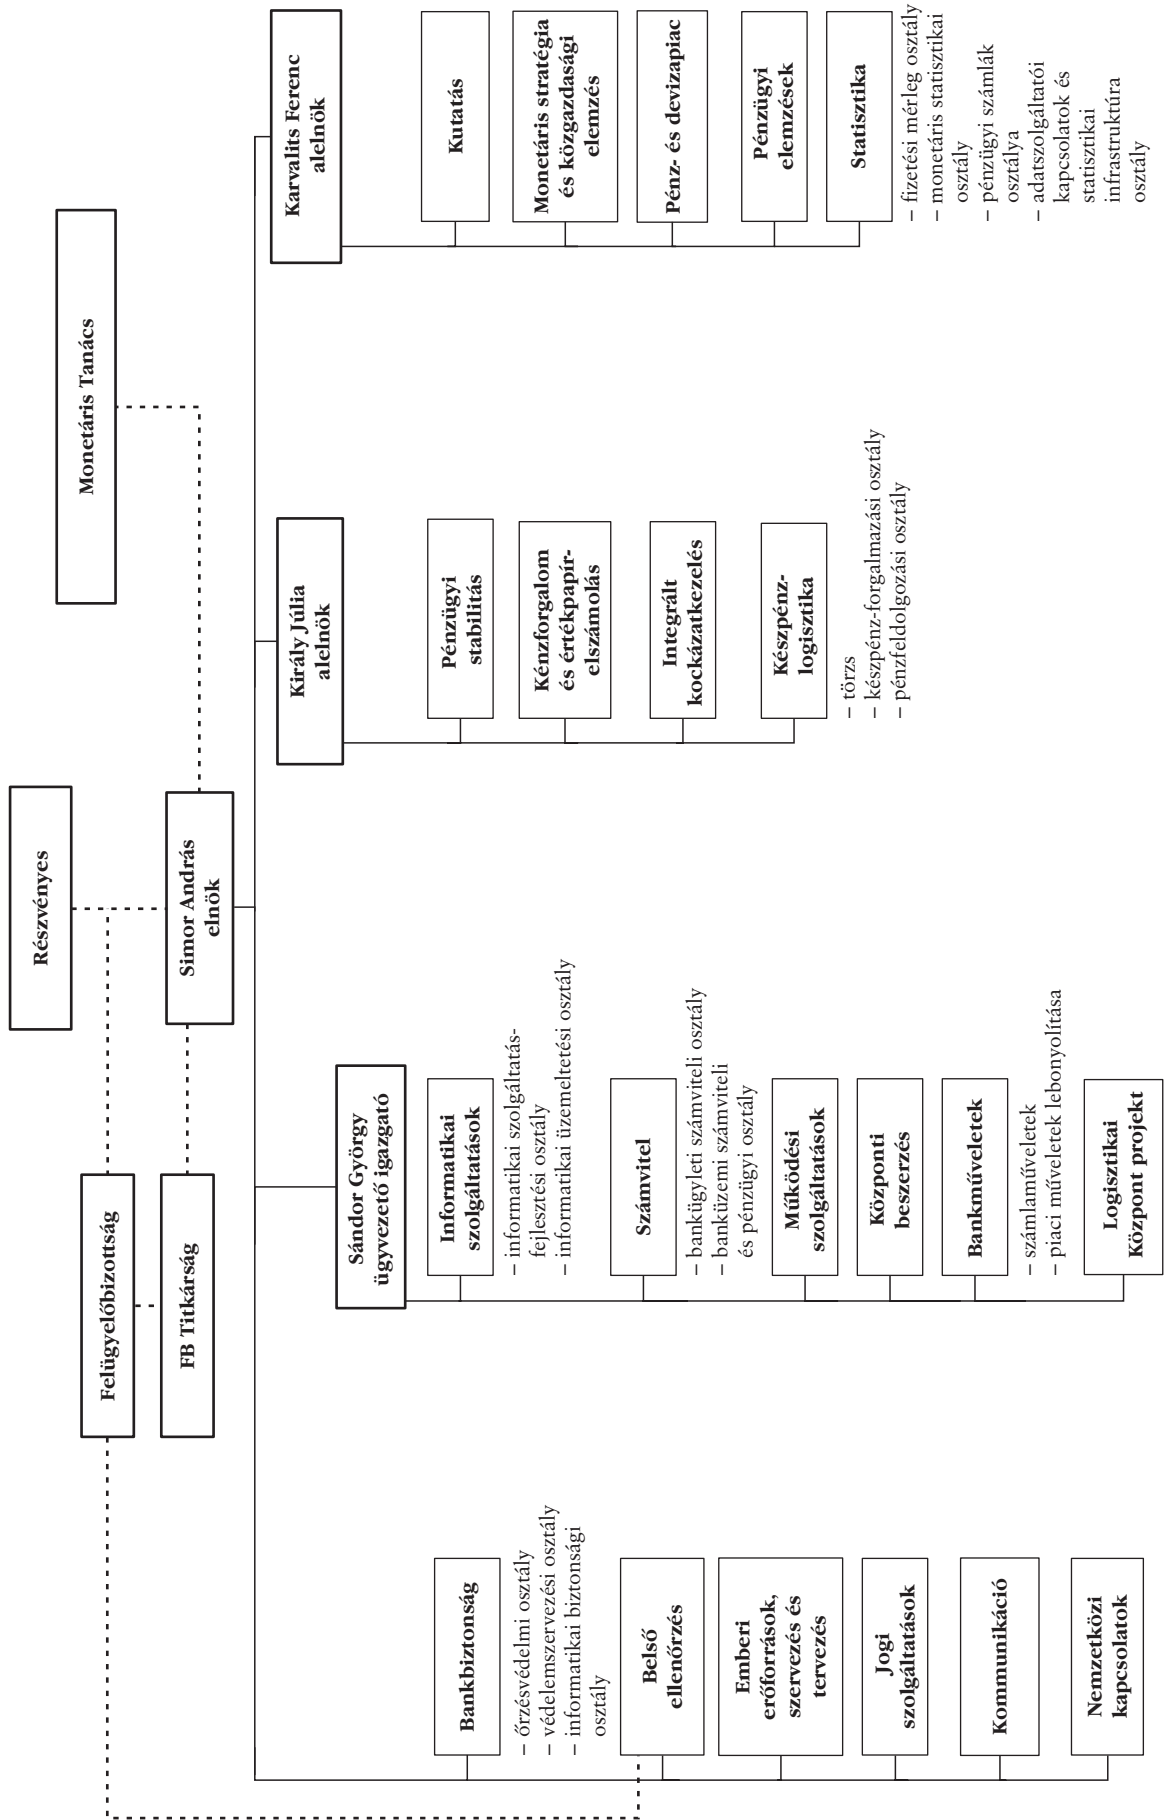 Részvényes
Monetáris Tanács
Felügyelőbizottság
FB Titkárság
Simor András
elnök
Bankbiztonság
– őrzésvédelmi osztály
– védelemszervezési osztály
– informatikai biztonsági
osztály
Belső
ellenőrzés
Emberi
erőforrások,
szervezés és
tervezés
Jogi
szolgáltatások
Kommunikáció
Nemzetközi
kapcsolatok
Sándor György
ügyvezető igazgató
Informatikai
szolgáltatások
– informatikai szolgáltatás-
fejlesztési osztály
– informatikai üzemeltetési osztály
Számvitel
– bankügyleti számviteli osztály
– banküzemi számviteli
és pénzügyi osztály
Működési
szolgáltatások
Központi
beszerzés
Bankműveletek
– számlaműveletek
– piaci műveletek lebonyolítása
Logisztikai
Központ projekt
Király Júlia
alelnök
Pénzügyi
stabilitás
Kénzforgalom
és értékpapír-
elszámolás
Integrált
kockázatkezelés
Készpénz-
logisztika
– törzs
– készpénz-forgalmazási osztály
– pénzfeldolgozási osztály
Karvalits Ferenc
alelnök
Kutatás
Monetáris stratégia
és közgazdasági
elemzés
Penz- és devizapiac
Pénzügyi
elemzések
Statisztika
– fizetési mérleg osztály
– monetáris statisztikai
osztály
– pénzügyi számlák
osztálya
– adatszolgáltatói
kapcsolatok és
statisztikai
infrastruktúra
osztály